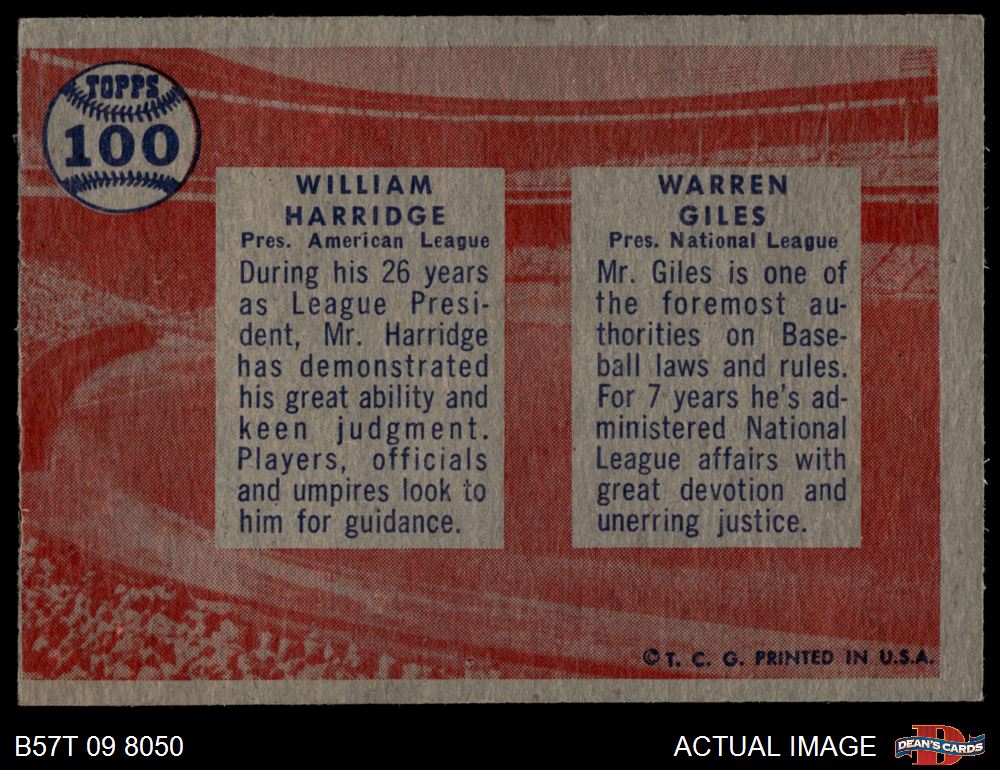 TOPPS
100
WILLIAM
HARRIDGE
Pres. American League
During his 26 years
as League Presi-
dent, Mr. Harridge
has demonstrated
his great ability and
keen judgment.
Players, officials
and umpires look to
him for guidance.
WARREN
GILES
Pres. National League
Mr. Giles is one of
the foremost au-
thorities on Base-
ball laws and rules.
For 7 years he's ad-
ministered National
League affairs with
great devotion and
unerring justice.
© T. C. G. PRINTED IN U.S.A.
B57T 09 8050
ACTUAL IMAGE
D
DEAN'S CARDS